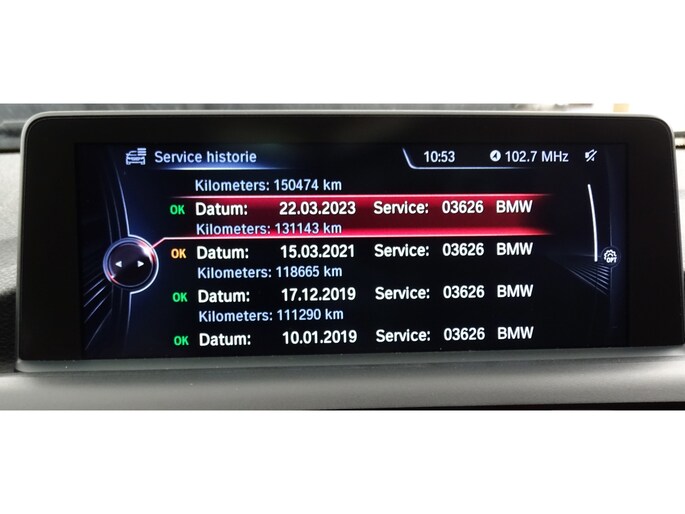 Service historie 10:53 102.7 MHz
Kilometers: 150474 km
OK Datum: 22.03.2023 Service: 03626 BMW
Kilometers: 131143 km
OK Datum: 15.03.2021 Service: 03626 BMW
Kilometers: 118665 km
OK Datum: 17.12.2019 Service: 03626 BMW
Kilometers: 111290 km
OK Datum: 10.01.2019 Service: 03626 BMW
OPT